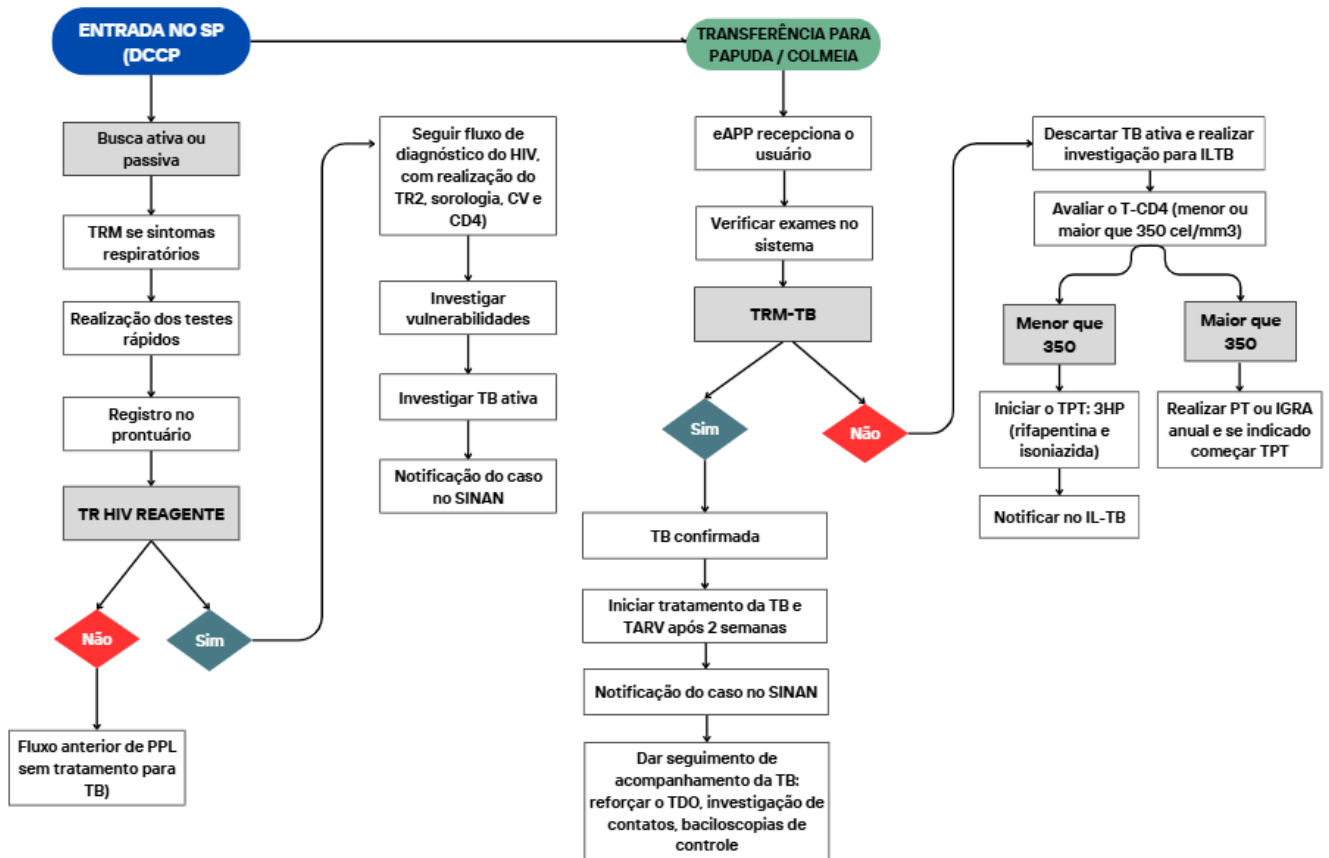 ENTRADA NO SP
(DCCP
Busca ativa ou
passiva
TRM se sintomas
respiratórios
Realização dos testes
rápidos
Registro no
prontuário
TR HIV REAGENTE
Não
Sim
Fluxo anterior de PPL
sem tratamento para
TB)
Seguir fluxo de
diagnóstico do HIV,
com realização do
TR2, sorologia, CV e
CD4)
Investigar
vulnerabilidades
Investigar TB ativa
Notificação do caso
no SINAN
TRANSFERÊNCIA PARA
PAPUDA / COLMEIA
eAPP recepciona o
usuário
Verificar exames no
sistema
TRM-TB
Sim
Não
TB confirmada
Iniciar tratamento da TB e
TARV após 2 semanas
Notificação do caso no SINAN
Dar seguimento de
acompanhamento da TB:
reforçar o TDO, investigação de
contatos, baciloscopias de
controle
Descartar TB ativa e realizar
investigação para ILTB
Avaliar o T-CD4 (menor ou
maior que 350 cel/mm3)
Menor que
350
Iniciar o TPT: 3HP
(rifapentina e
isoniazida)
Notificar no IL-TB
Maior que
350
Realizar PT ou IGRA
anual e se indicado
começar TPT